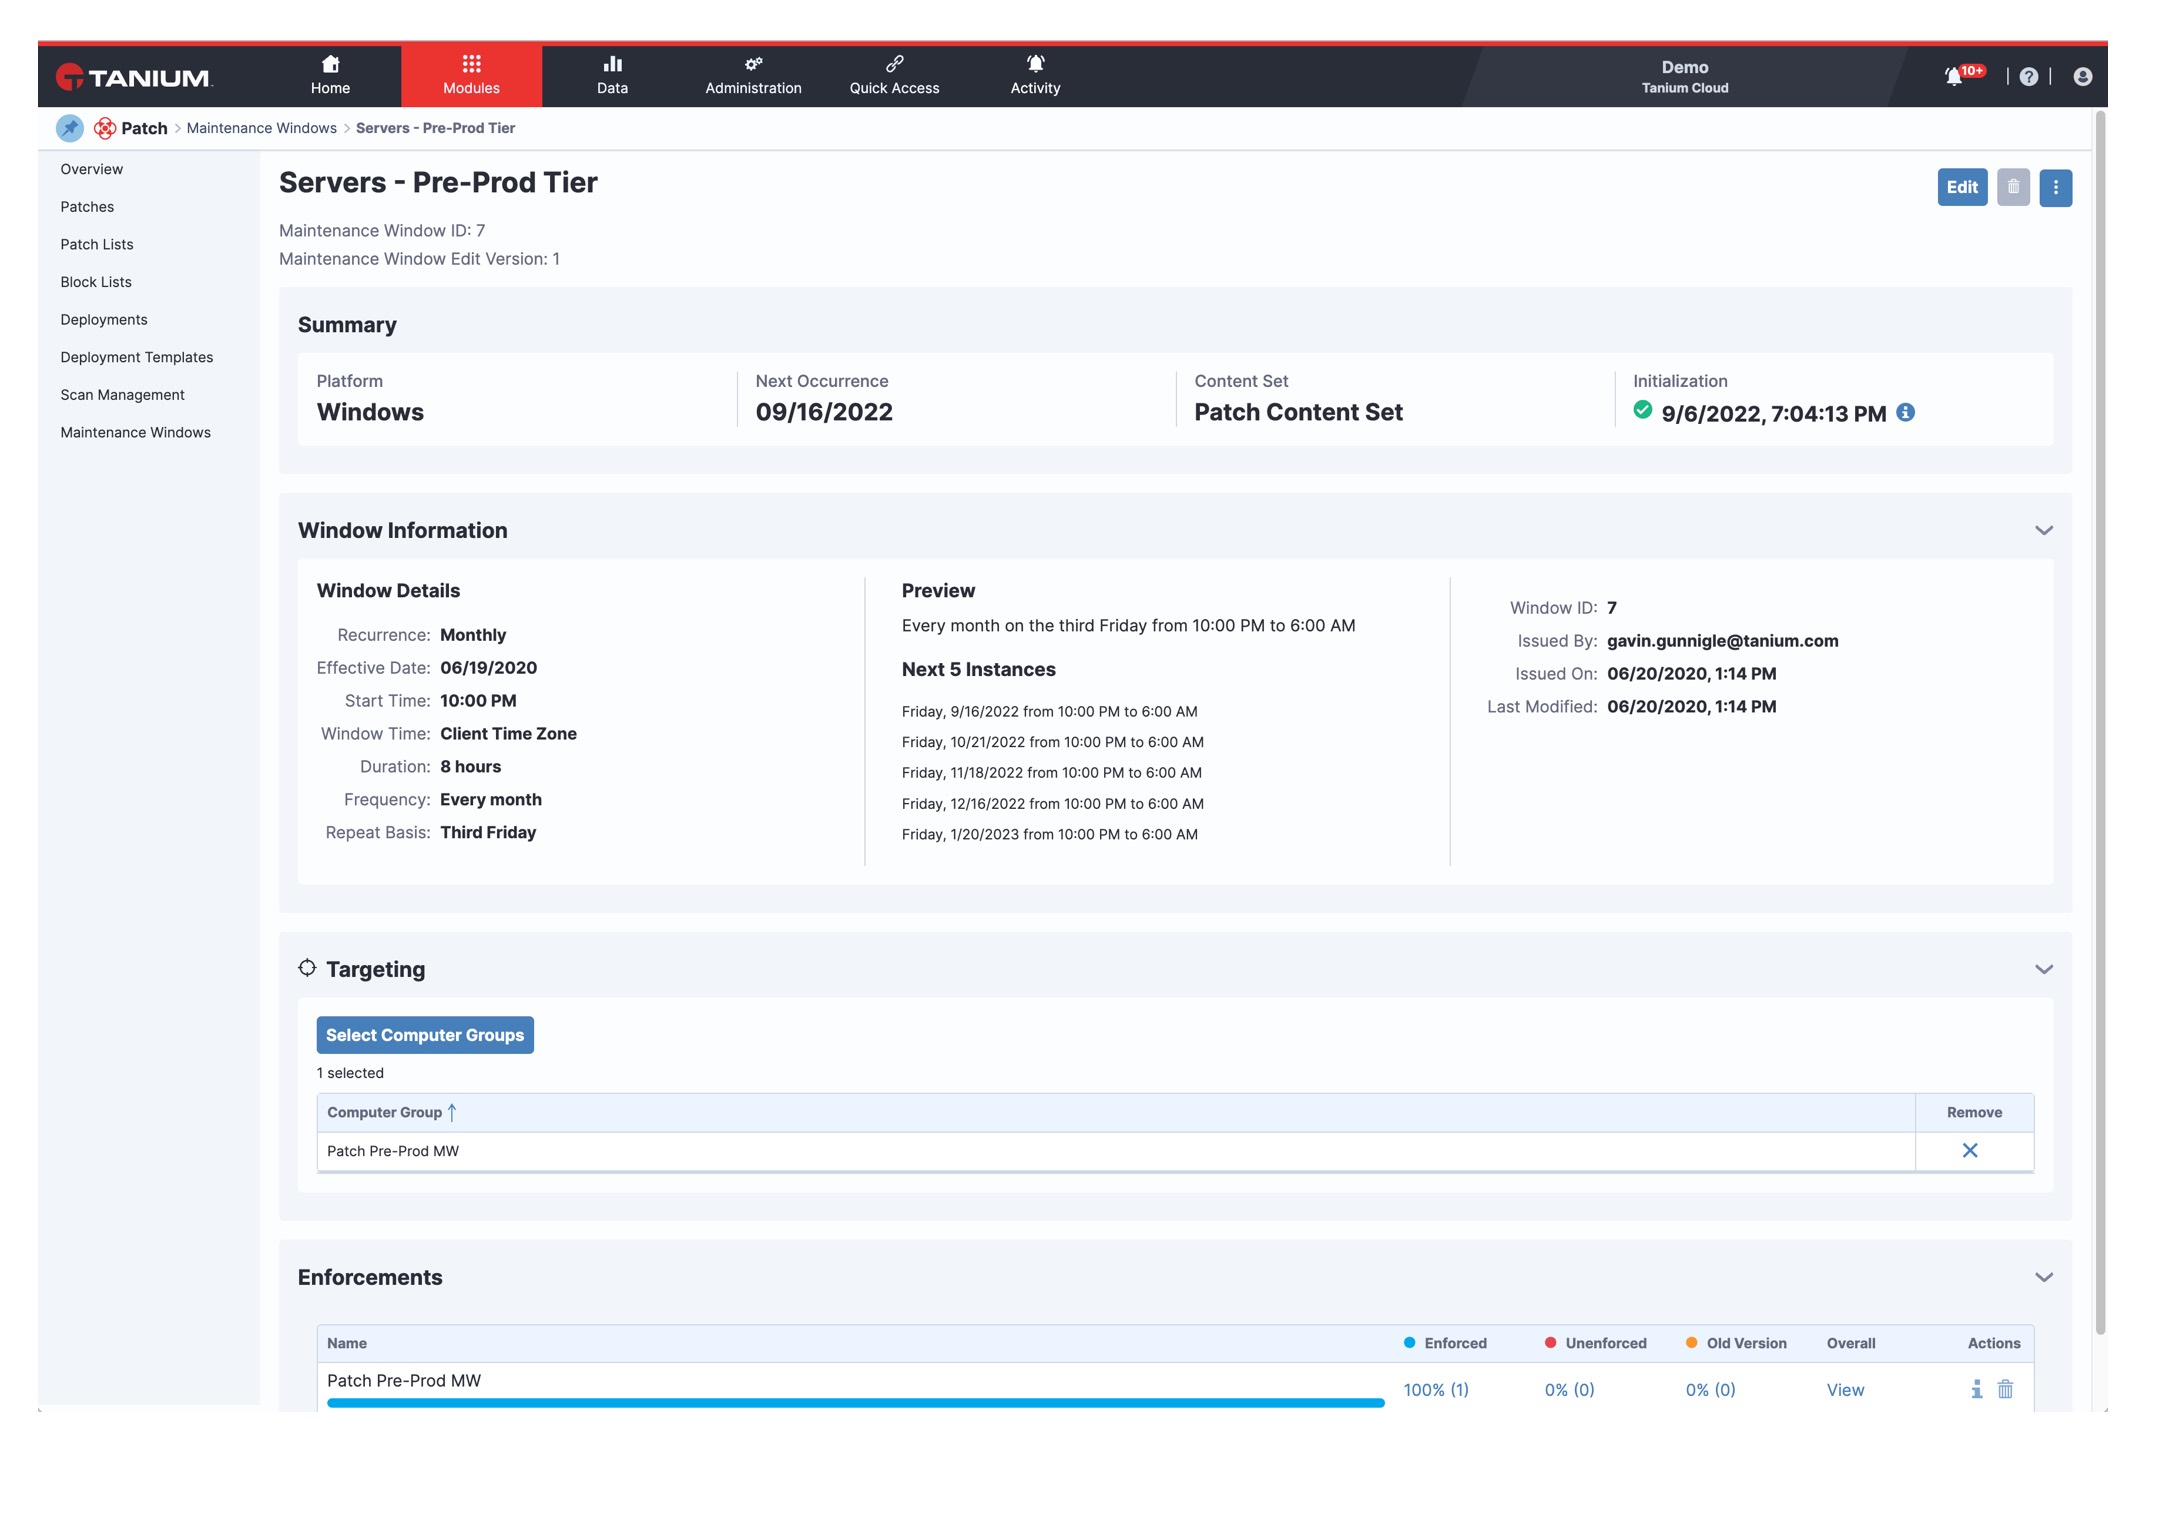 TANIUM
Home
Modules
Data
Administration
Quick Access
Activity
Demo
Tanium Cloud
10+
Patch > Maintenance Windows > Servers - Pre-Prod Tier
Overview
Patches
Patch Lists
Block Lists
Deployments
Deployment Templates
Scan Management
Maintenance Windows
Servers - Pre-Prod Tier
Edit
Maintenance Window ID: 7
Maintenance Window Edit Version: 1
Summary
Platform
Windows
Next Occurrence
09/16/2022
Content Set
Patch Content Set
Initialization
9/6/2022, 7:04:13 PM
Window Information
Window Details
Recurrence: Monthly
Effective Date: 06/19/2020
Start Time: 10:00 PM
Window Time: Client Time Zone
Duration: 8 hours
Frequency: Every month
Repeat Basis: Third Friday
Preview
Every month on the third Friday from 10:00 PM to 6:00 AM
Next 5 Instances
Friday, 9/16/2022 from 10:00 PM to 6:00 AM
Friday, 10/21/2022 from 10:00 PM to 6:00 AM
Friday, 11/18/2022 from 10:00 PM to 6:00 AM
Friday, 12/16/2022 from 10:00 PM to 6:00 AM
Friday, 1/20/2023 from 10:00 PM to 6:00 AM
Window ID: 7
Issued By: gavin.gunnigle@tanium.com
Issued On: 06/20/2020, 1:14 PM
Last Modified: 06/20/2020, 1:14 PM
Targeting
Select Computer Groups
1 selected
Computer Group ↑ Remove
Patch Pre-Prod MW
Enforcements
Name Enforced Unenforced Old Version Overall Actions
Patch Pre-Prod MW 100% (1) 0% (0) 0% (0) View